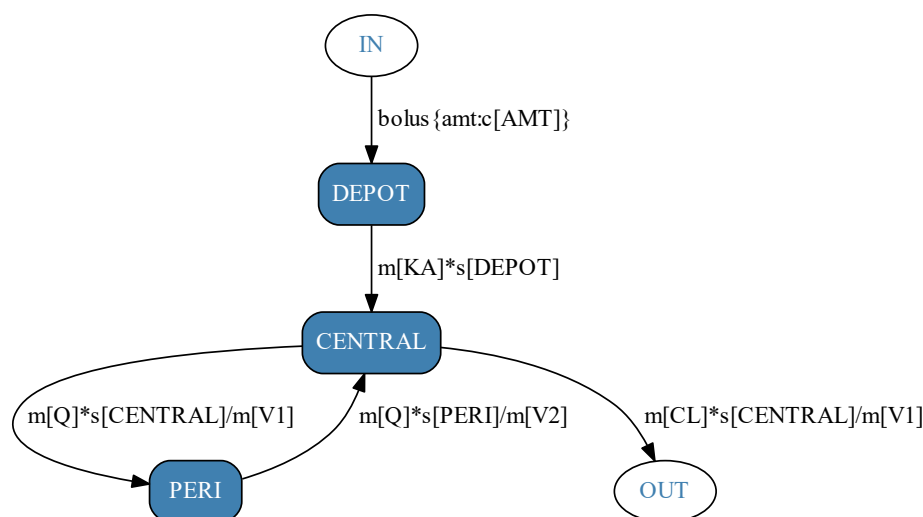 IN
bolus{amt:c[AMT]}
DEPOT
m[KA]*s[DEPOT]
CENTRAL
m[Q]*s[CENTRAL]/m[V1]
m[Q]*s[PERI]/m[V2]
m[CL]*s[CENTRAL]/m[V1]
PERI
OUT